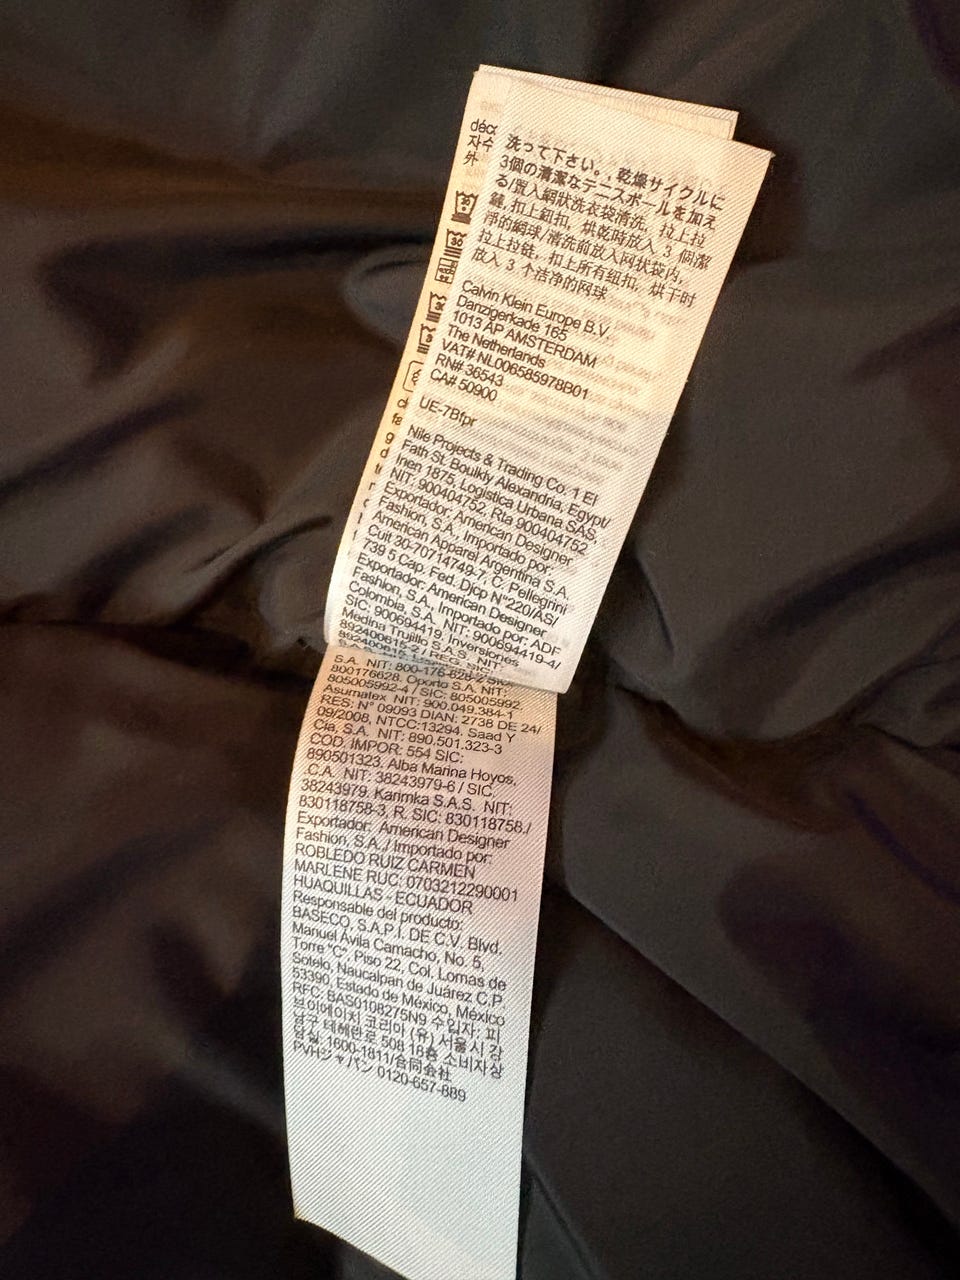 déco
자수
外
洗って下さい。. 乾燥サイクルに
3個の清潔なテニスボールを加え
る/置入網狀洗衣袋清洗, 拉上拉
鏈, 扣上鈕扣, 烘乾時放入 3 個潔
淨的網球/清洗前放入网状袋内,
拉上拉链, 扣上所有纽扣, 烘干时
放入 3 个洁净的网球
Calvin Klein Europe B.V.
Danzigerkade 165
1013 AP AMSTERDAM
The Netherlands
VAT# NL006585978B01
RN# 36543
CA# 50900
UE-7Bfpr
Nile Projects & Trading Co. 1 El
Fath St. Boulkly Alexandria, Egypt/
Inen 1875, Logistica Urbana SAS,
NIT: 900404752, Rta 900404752
Exportador: American Designer
Fashion, S.A, Importado por:
American Apparel Argentina S.A.
Cuit 30-70714749-7, C. Pellegrini
739 5 Cap. Fed. Djcp N°220/AS/
Exportador: American Designer
Fashion, S.A., Importado por: ADF
Colombia, S.A., NIT: 900694419-4/
SIC: 900694419. Inversiones
Medina Trujillo S.A.S, NIT:
892400615-2 / REG. SIC:
S.A. NIT: 800-176-628-2
800176628. Oporto S.A. NIT:
805005992-4 / SIC: 805005992,
Asumatex NIT: 900.049.384-1
RES: N° 09093 DIAN: 2738 DE 24/
09/2008, NTCC:13294. Saad Y
Cia, S.A. NIT: 890.501.323-3
COD. IMPOR: 554 SIC:
890501323. Alba Marina Hoyos,
.C.A. NIT: 38243979-6 / SIC,
38243979. Karimka S.A.S. NIT:
830118758-3, R. SIC: 830118758./
Exportador: American Designer
Fashion, S.A./ Importado por:
ROBLEDO RUIZ CARMEN
MARLENE RUC: 0703212290001
HUAQUILLAS - ECUADOR
Responsable del producto:
BASECO, S.A.P.I. DE C.V. Blvd.
Manuel Ávila Camacho, No. 5,
Torre "C", Piso 22, Col. Lomas de
Sotelo, Naucalpan de Juárez C.P.
53390, Estado de México, México
RFC: BAS0108275N9 수입자: 피
브이에이치 코리아 (유) 서울시 강
남구 테헤란로 508 18층 소비자상
담실: 1600-1811/合同会社
PVHジャパン 0120-657-889